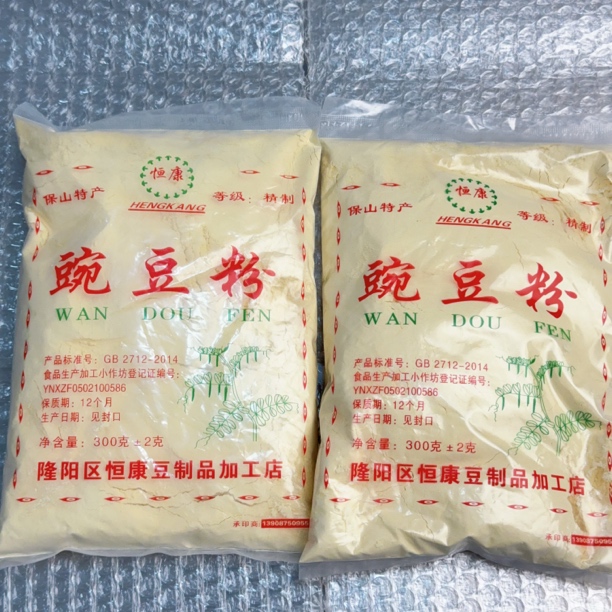 恒康
HENGKANG
保山特产
等级：精制
豌豆粉
WAN DOU FEN
产品标准号：GB 2712-2014
食品生产加工小作坊登记证编号：
YNXZF0502100586
保质期：12个月
生产日期：见封口
净含量：300克±2克
隆阳区恒康豆制品加工店
恒康
HENGKANG
保山特产
等级：精制
豌豆粉
WAN DOU FEN
产品标准号：GB 2712-2014
食品生产加工小作坊登记证编号：
YNXZF0502100586
保质期：12个月
生产日期：见封口
净含量：300克±2克
隆阳区恒康豆制品加工店